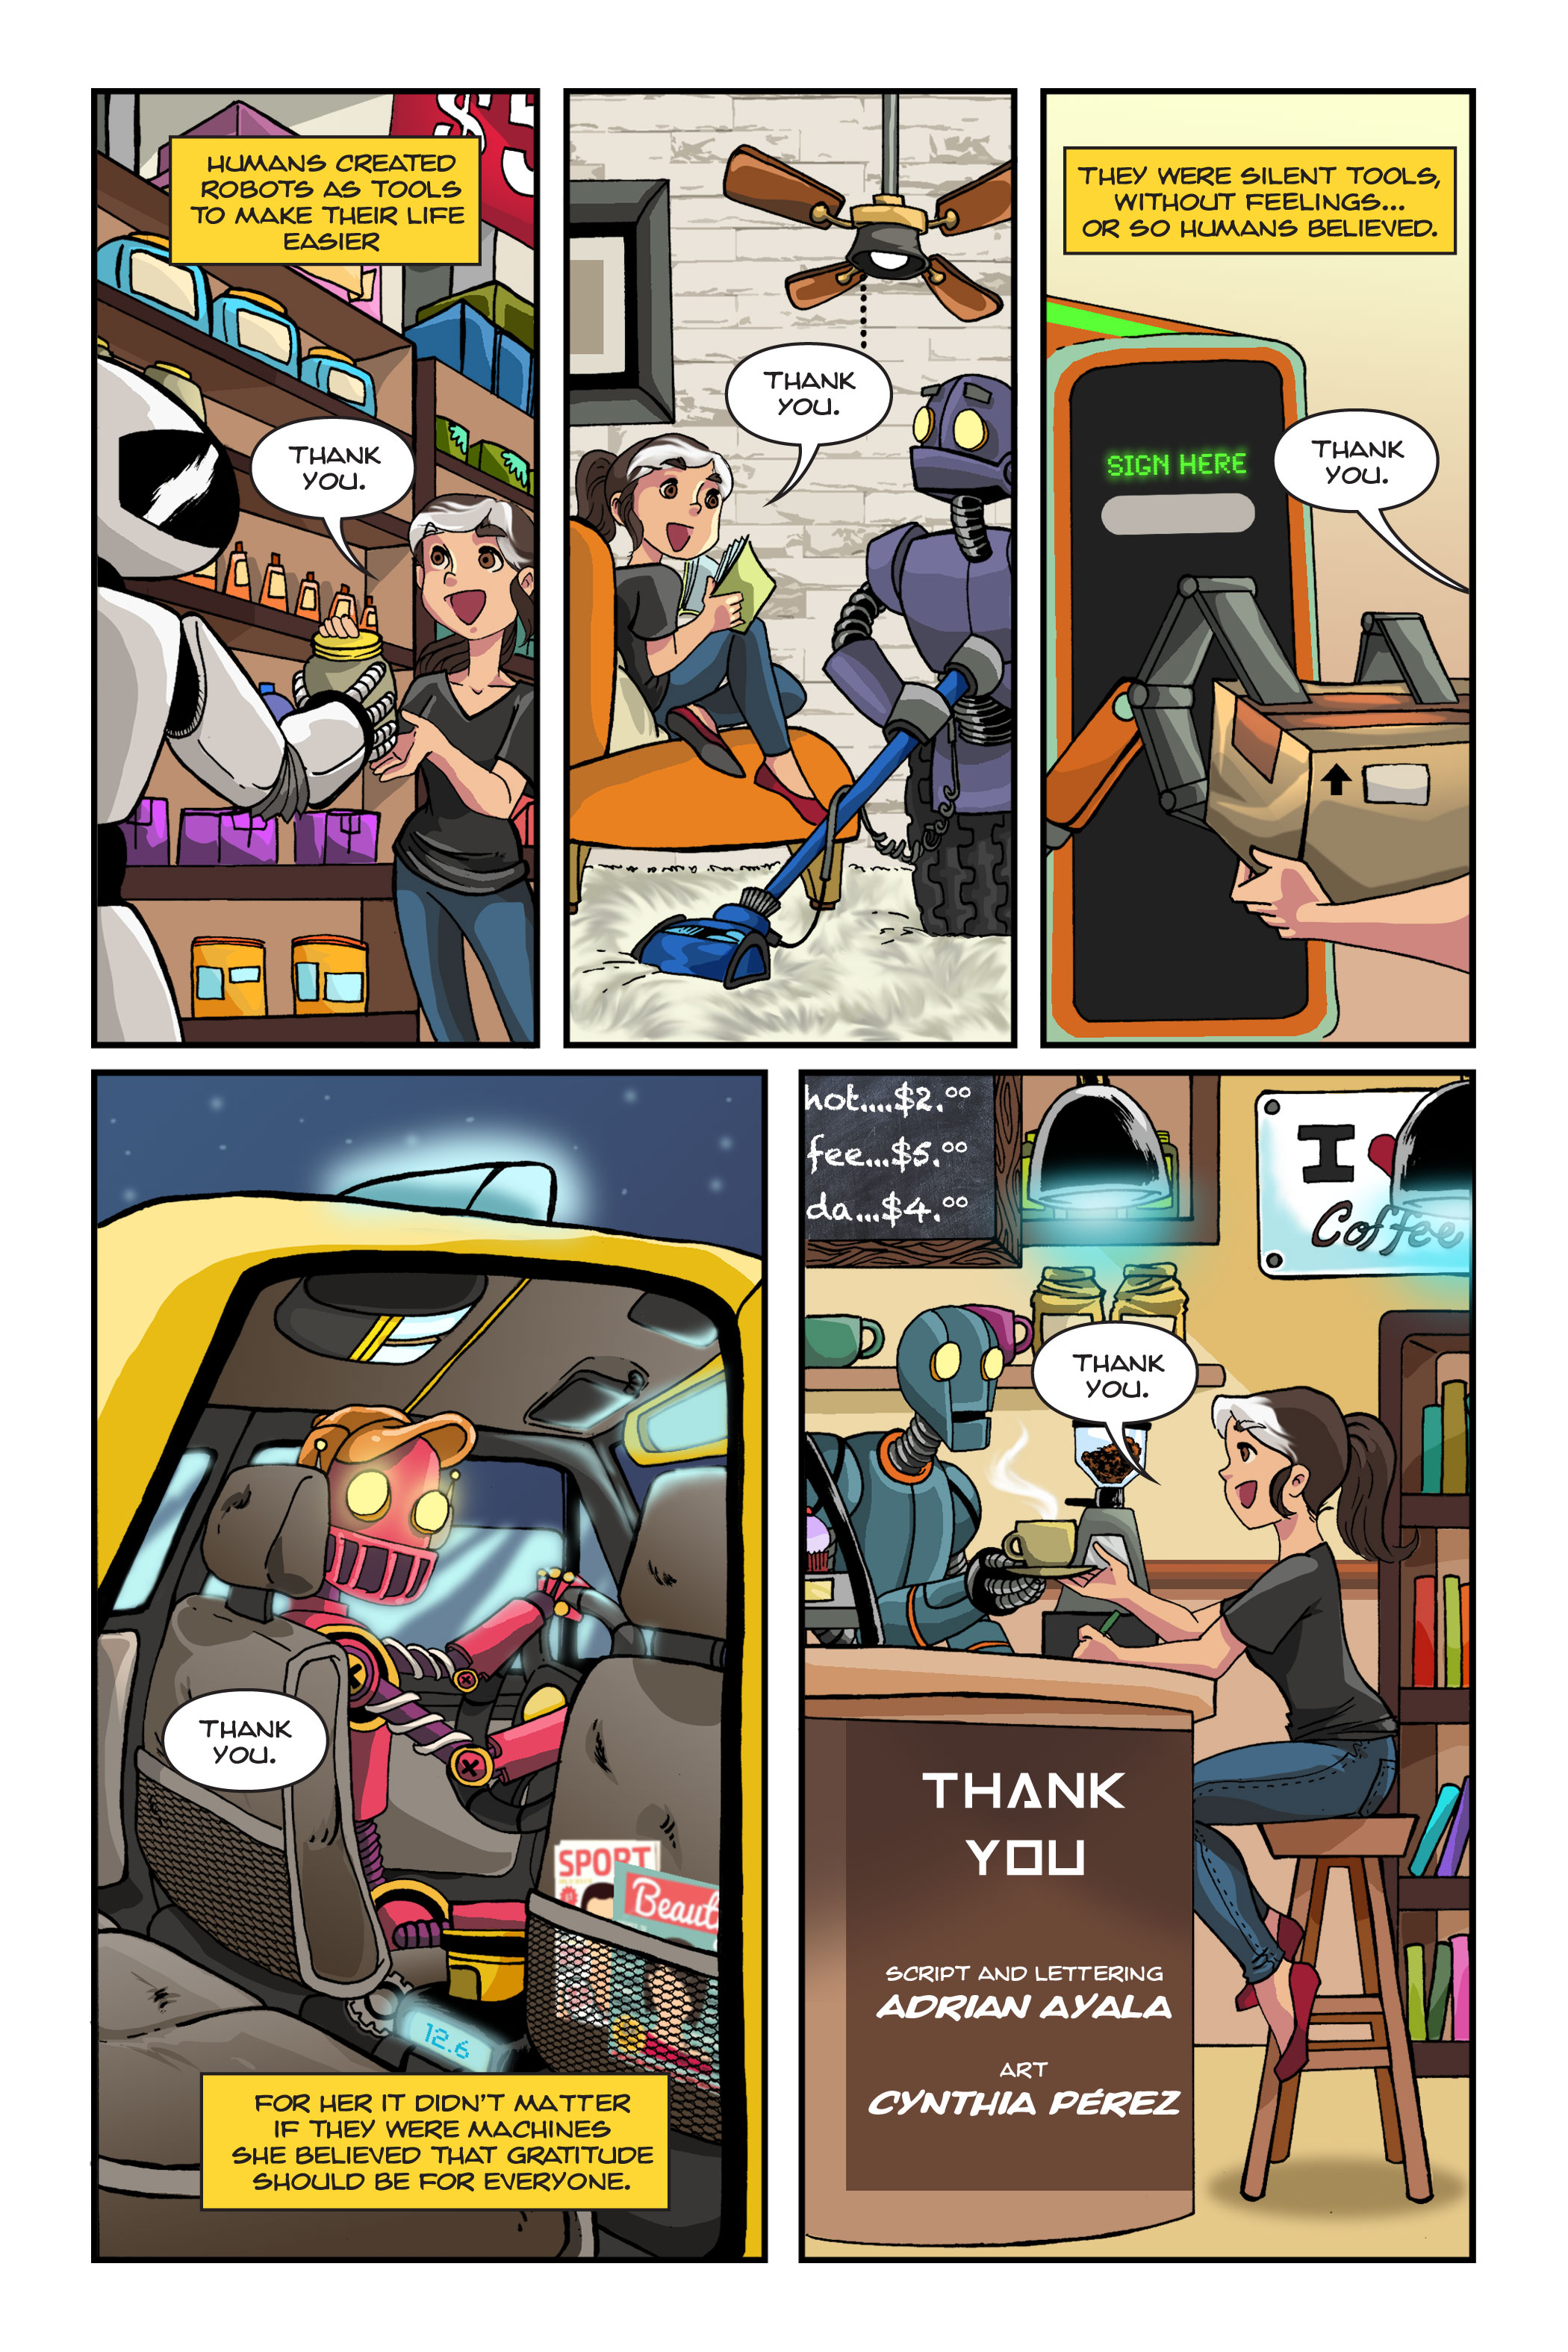 $5
HUMANS CREATED
ROBOTS AS TOOLS
TO MAKE THEIR LIFE
EASIER
THANK
YOU.
THANK
YOU.
THEY WERE SILENT TOOLS,
WITHOUT FEELINGS...
OR SO HUMANS BELIEVED.
SIGN HERE
THANK
YOU.
THANK
YOU.
SPORT
Beaut
12.6
FOR HER IT DIDN'T MATTER
IF THEY WERE MACHINES
SHE BELIEVED THAT GRATITUDE
SHOULD BE FOR EVERYONE.
hot....$2.00
fee...$5.00
da...$4.00
I ♥
Coffee
THANK
YOU.
THANK
YOU
SCRIPT AND LETTERING
ADRIAN AYALA
ART
CYNTHIA PÉREZ